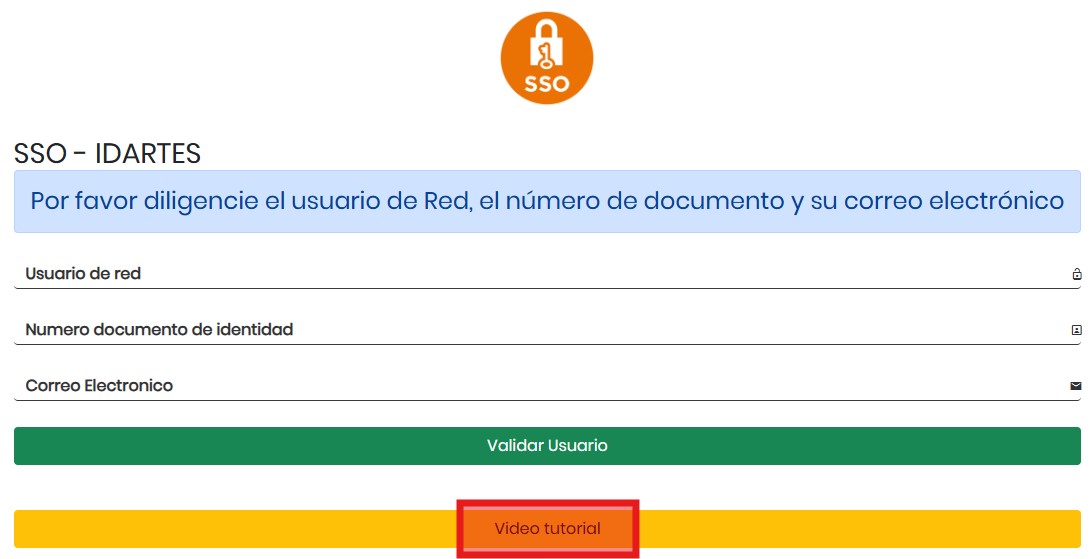 SSO
SSO - IDARTES
Por favor diligencie el usuario de Red, el número de documento y su correo electrónico
Usuario de red
Numero documento de identidad
Correo Electronico
Validar Usuario
Video tutorial